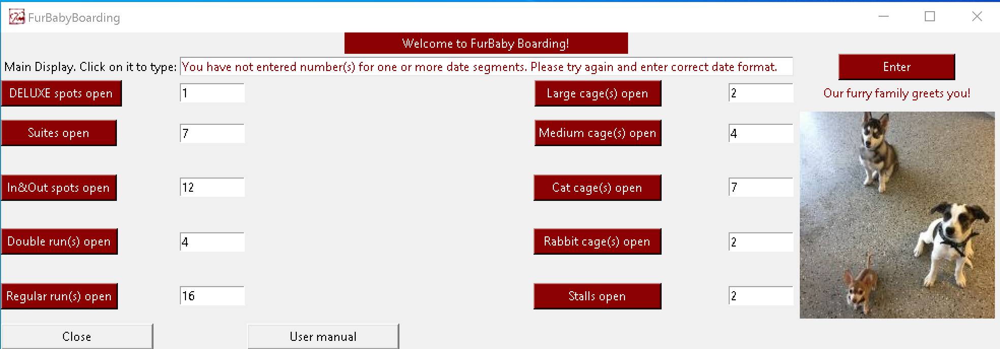 FurBabyBoarding
Welcome to FurBaby Boarding!
Main Display. Click on it to type: You have not entered number(s) for one or more date segments. Please try again and enter correct date format. Enter
DELUXE spots open 1 Large cage(s) open 2 Our furry family greets you!
Suites open 7 Medium cage(s) open 4
In&Out spots open 12 Cat cage(s) open 7
Double run(s) open 4 Rabbit cage(s) open 2
Regular run(s) open 16 Stalls open 2
Close User manual